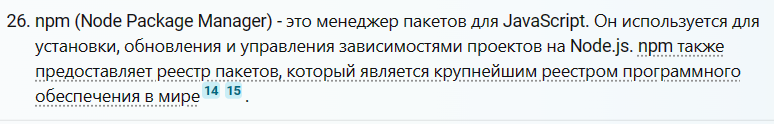 26. npm (Node Package Manager) - это менеджер пакетов для JavaScript. Он используется для
установки, обновления и управления зависимостями проектов на Node.js. npm также
предоставляет реестр пакетов, который является крупнейшим реестром программного
обеспечения в мире 14 15 .